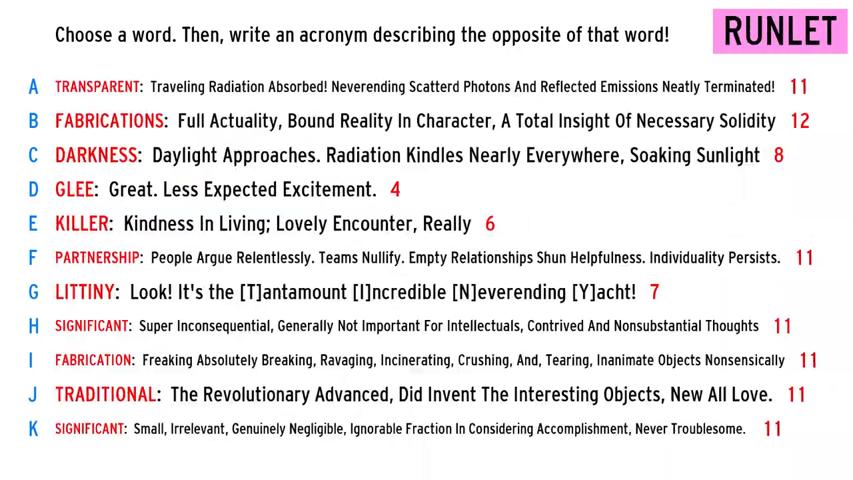 Choose a word. Then, write an acronym describing the opposite of that word!
RUNLET
A TRANSPARENT: Traveling Radiation Absorbed! Neverending Scatterd Photons And Reflected Emissions Neatly Terminated! 11
B FABRICATIONS: Full Actuality, Bound Reality In Character, A Total Insight Of Necessary Solidity 12
C DARKNESS: Daylight Approaches. Radiation Kindles Nearly Everywhere, Soaking Sunlight 8
D GLEE: Great. Less Expected Excitement. 4
E KILLER: Kindness In Living; Lovely Encounter, Really 6
F PARTNERSHIP: People Argue Relentlessly. Teams Nullify. Empty Relationships Shun Helpfulness. Individuality Persists. 11
G LITTINY: Look! It's the [T]antamount [I]ncredible [N]everending [Y]acht! 7
H SIGNIFICANT: Super Inconsequential, Generally Not Important For Intellectuals, Contrived And Nonsubstantial Thoughts 11
I FABRICATION: Freaking Absolutely Breaking, Ravaging, Incinerating, Crushing, And, Tearing, Inanimate Objects Nonsensically 11
J TRADITIONAL: The Revolutionary Advanced, Did Invent The Interesting Objects, New All Love. 11
K SIGNIFICANT: Small, Irrelevant, Genuinely Negligible, Ignorable Fraction In Considering Accomplishment, Never Troublesome. 11